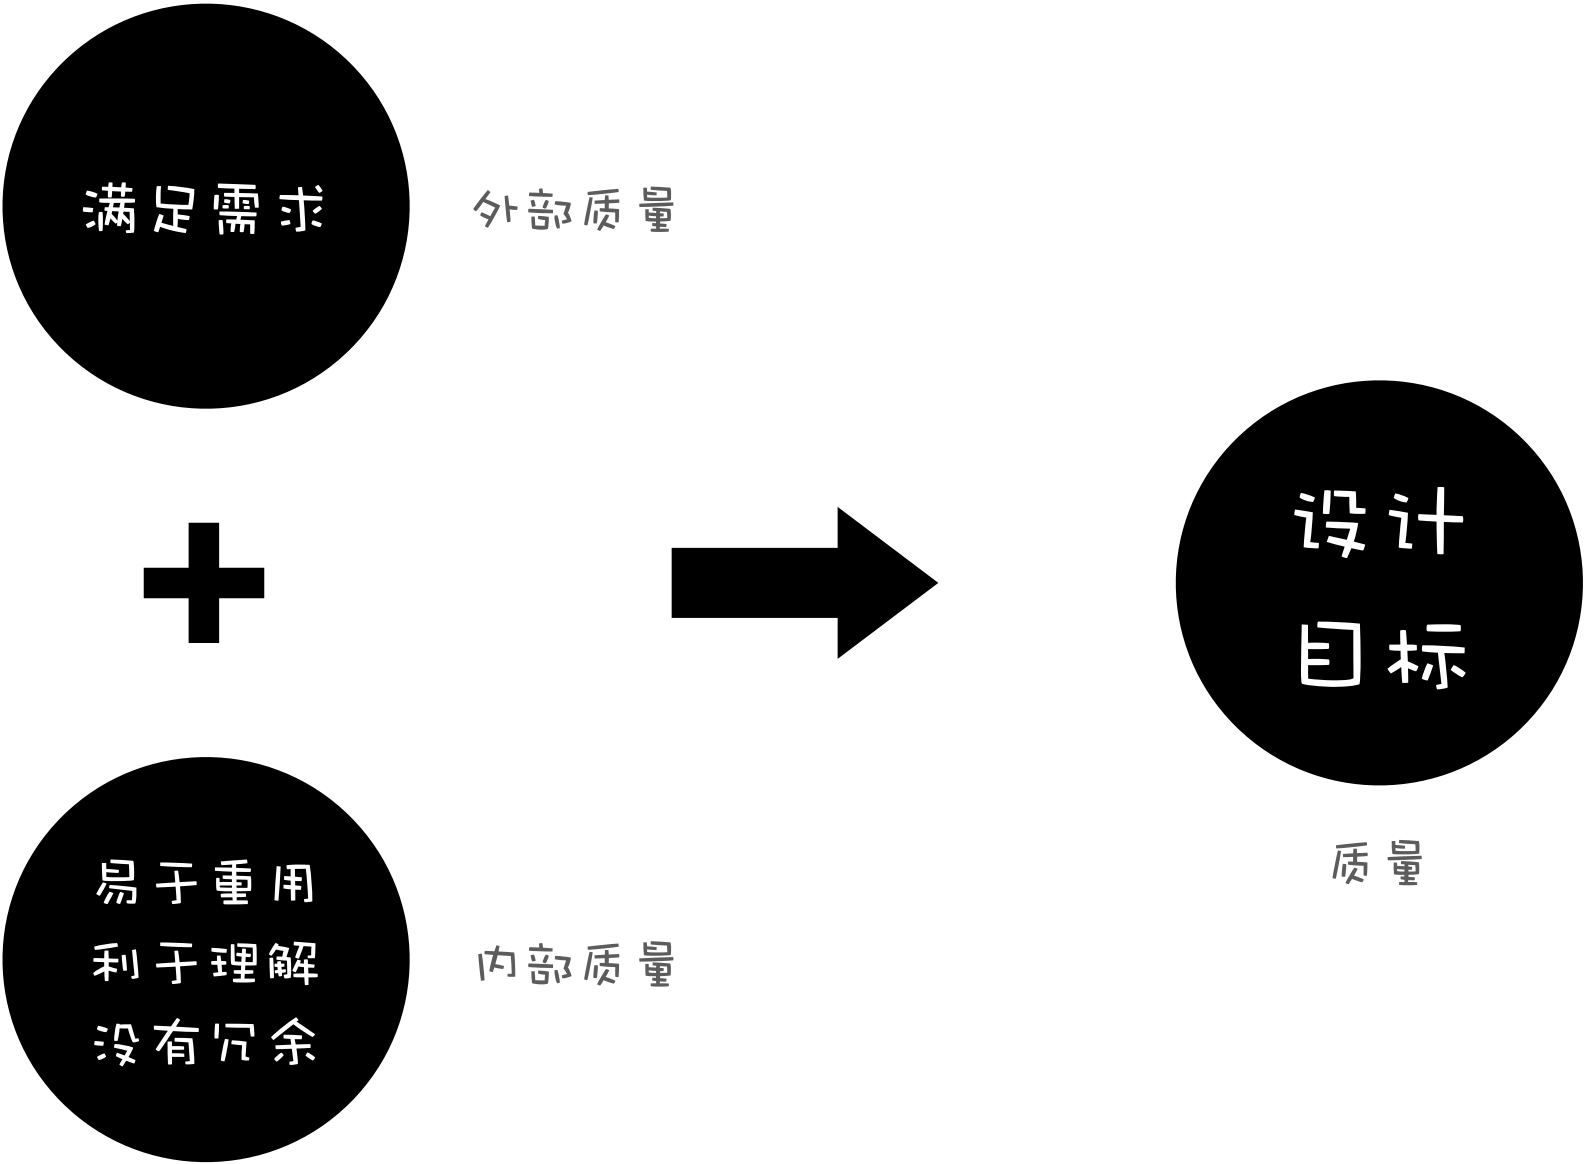 满足需求
外部质量
设计
目标
质量
易于重用
利于理解
没有冗余
内部质量